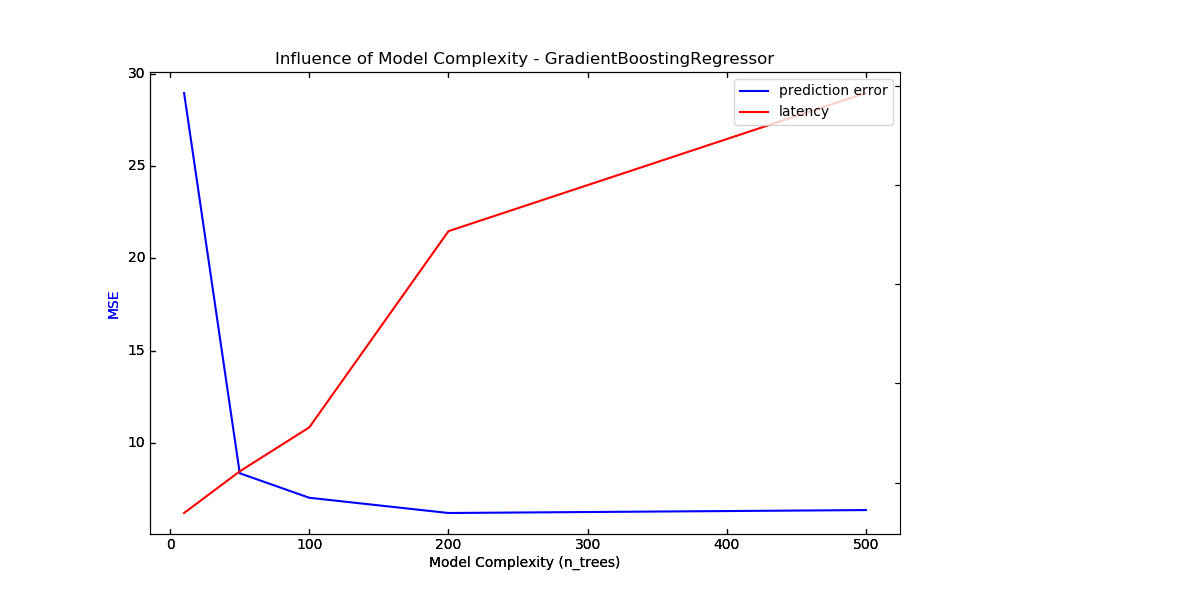 Influence of Model Complexity - GradientBoostingRegressor
prediction error
latency
30
25
20
15
10
MSE
0 100 200 300 400 500
Model Complexity (n_trees)